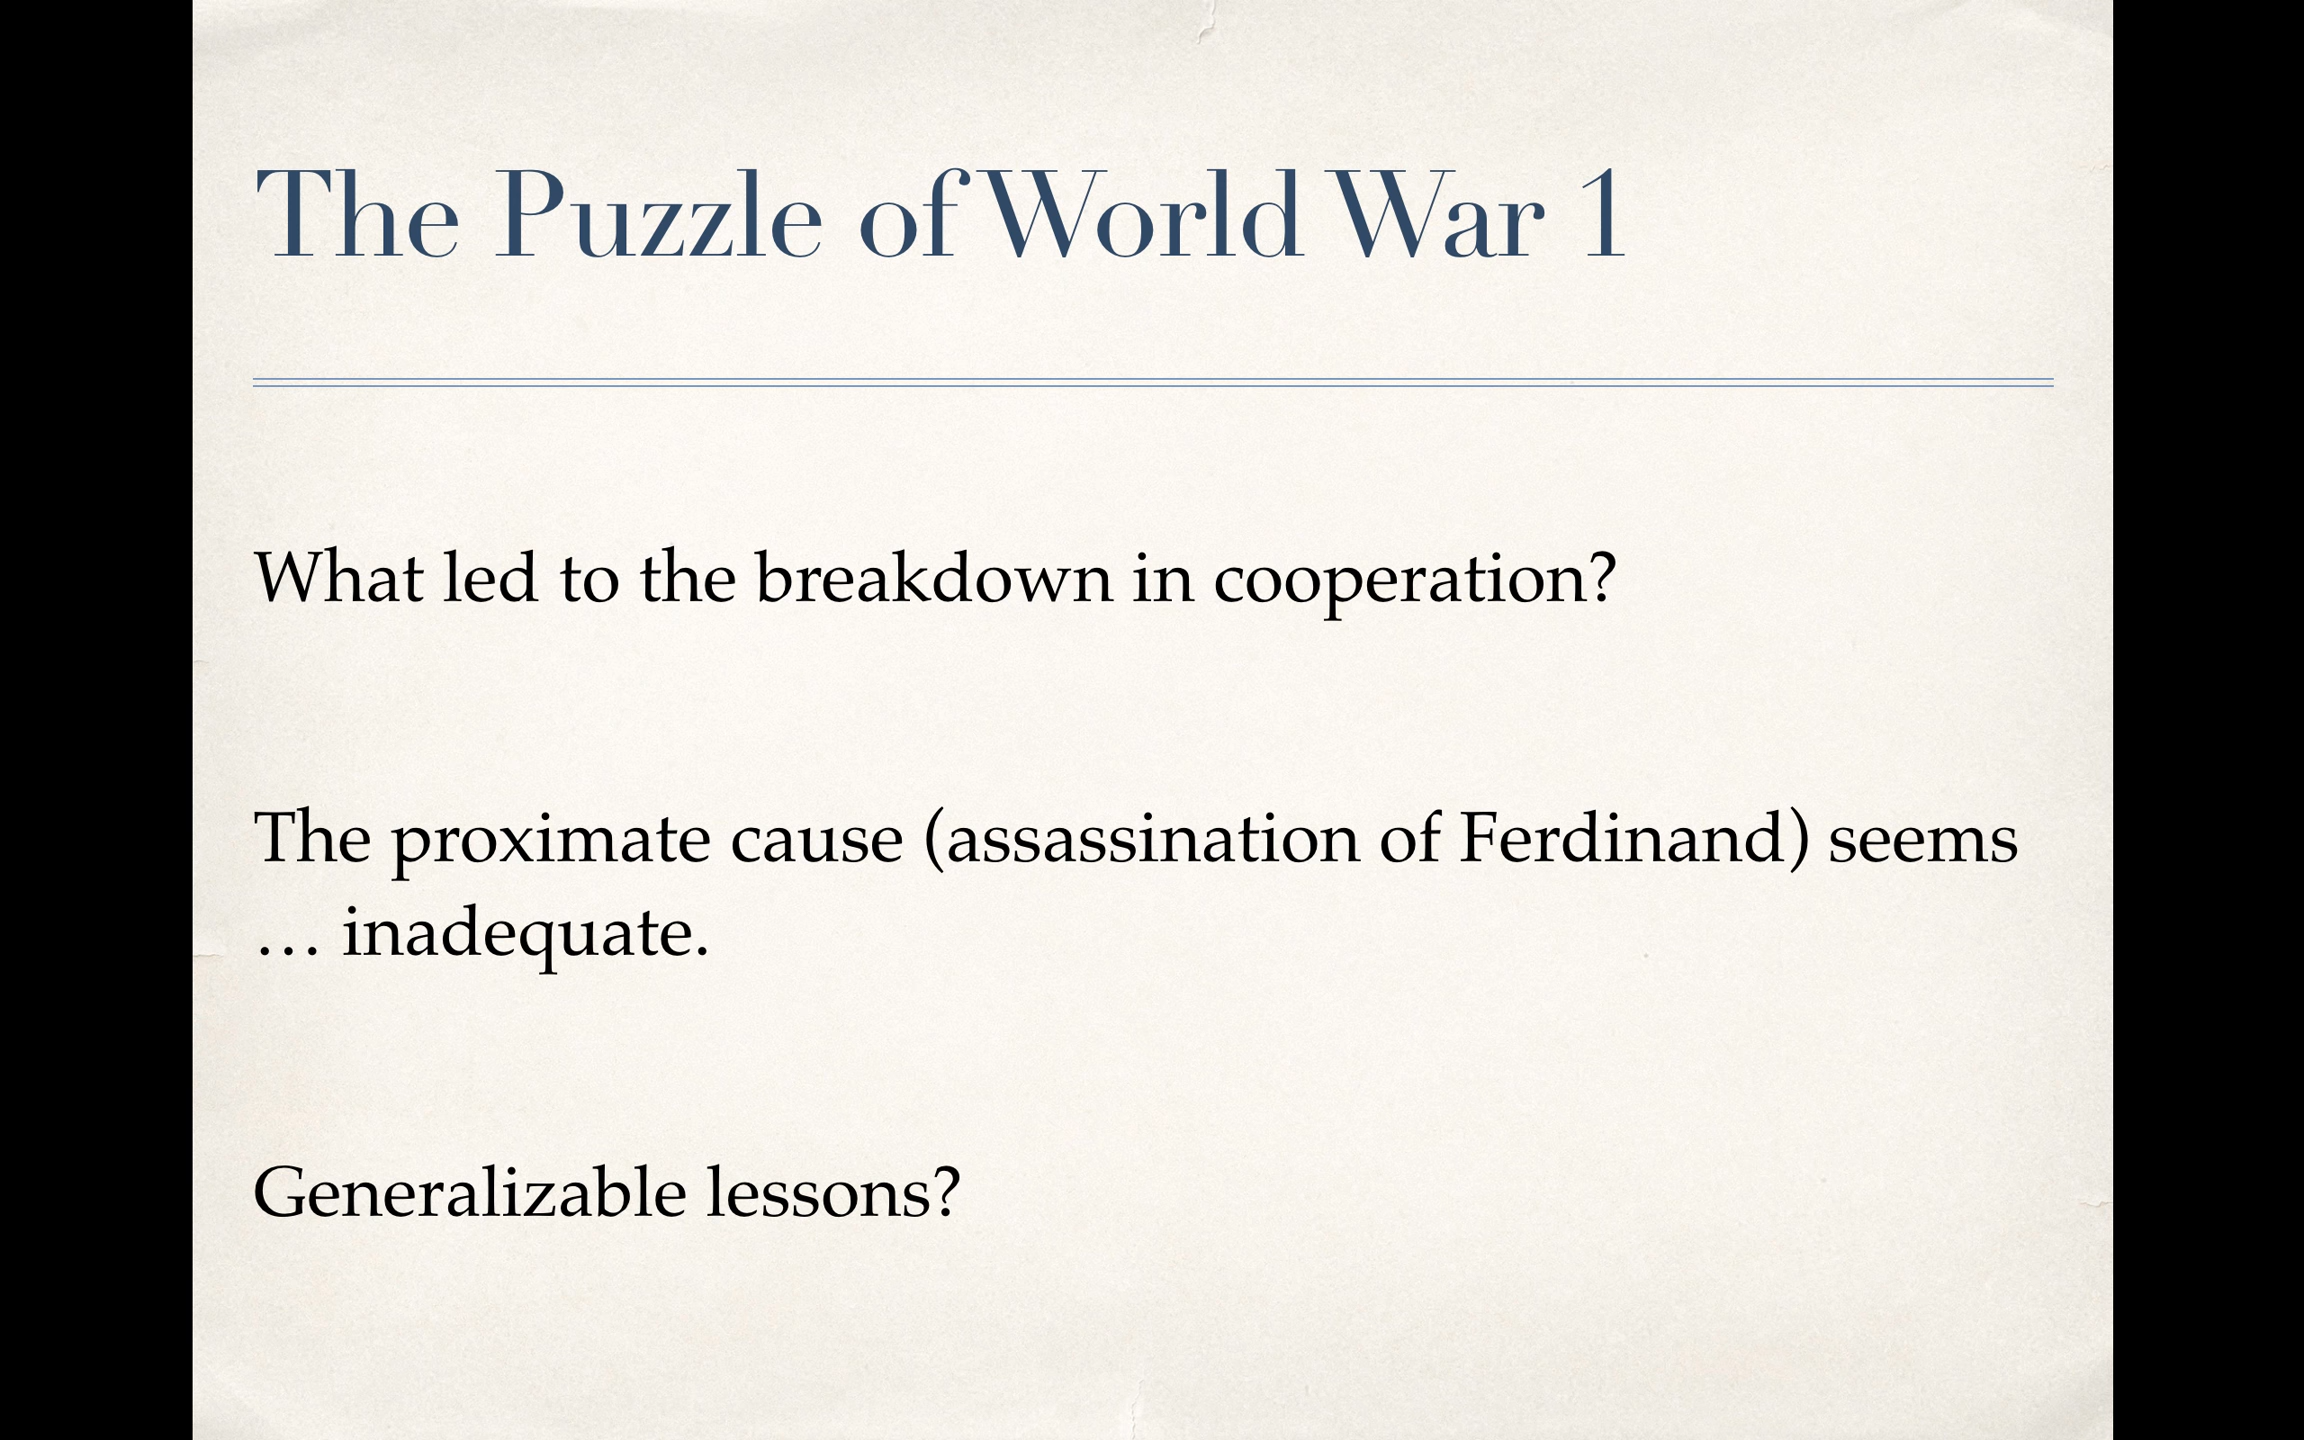 The Puzzle of World War 1
What led to the breakdown in cooperation?
The proximate cause (assassination of Ferdinand) seems
… inadequate.
Generalizable lessons?